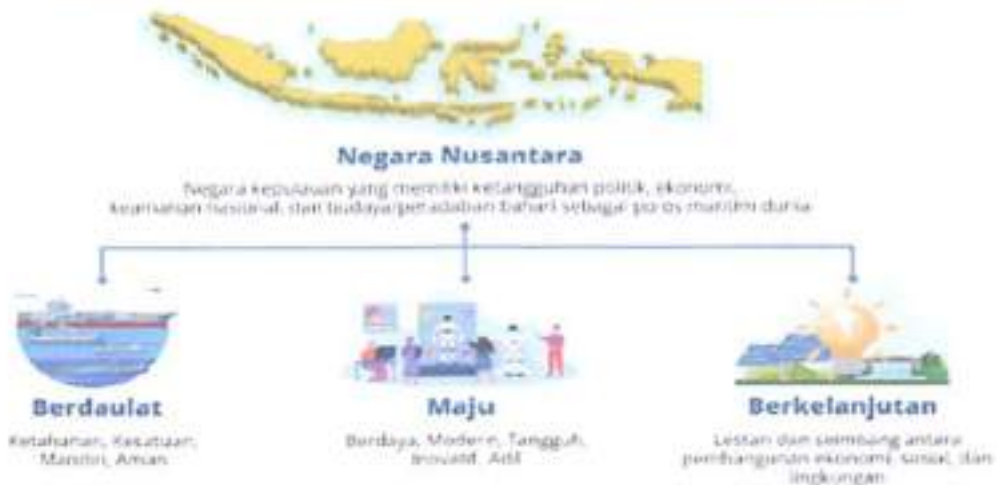 Negara Nusantara
Negara kepulauan yang memiliki ketangguhan politik, ekonomi,
keamanan nasional, dan budaya/peradaban bahari sebagai poros maritim dunia
Berdaulat
Ketahanan, Kesatuan,
Mandiri, Aman
Maju
Berdaya, Modern, Tangguh,
Inovatif, Adil
Berkelanjutan
Lestari dan seimbang antara
pembangunan ekonomi, sosial, dan
lingkungan